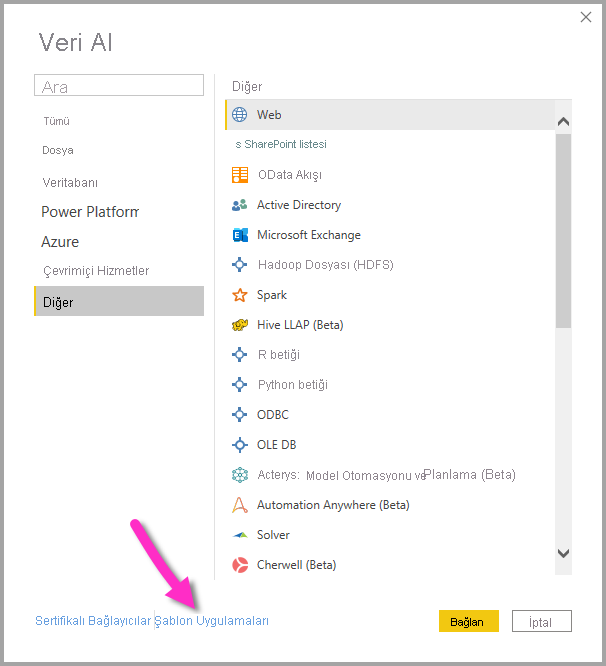 Veri Al
Ara
Tümü
Dosya
Veritabanı
Power Platform
Azure
Çevrimiçi Hizmetler
Diğer
Diğer
Web
s SharePoint listesi
OData Akışı
Active Directory
Microsoft Exchange
Hadoop Dosyası (HDFS)
Spark
Hive LLAP (Beta)
R betiği
Python betiği
ODBC
OLE DB
Acterys: Model Otomasyonu ve Planlama (Beta)
Automation Anywhere (Beta)
Solver
Cherwell (Beta)
Sertifikalı Bağlayıcılar Şablon Uygulamaları
Bağlan
İptal